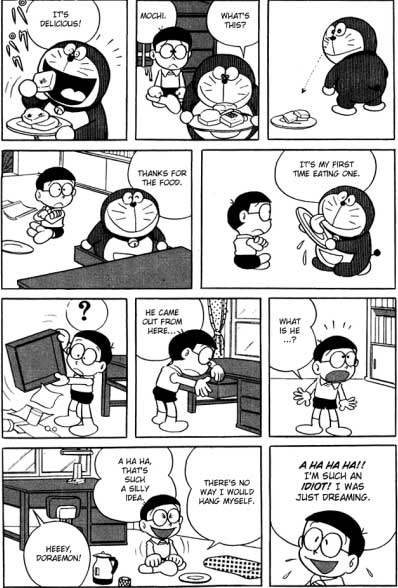 WHAT'S
THIS?
MOCHI.
IT'S
DELICIOUS!
IT'S MY FIRST
TIME EATING ONE.
THANKS FOR
THE FOOD.
WHAT
IS HE
...?
HE CAME
OUT FROM
HERE...
?
A HA HA HA!!
I'M SUCH AN
IDIOT! I WAS
JUST DREAMING.
THERE'S NO
WAY I WOULD
HANG MYSELF.
A HA HA,
THAT'S
SUCH
A SILLY
IDEA.
HEEEY,
DORAEMON!